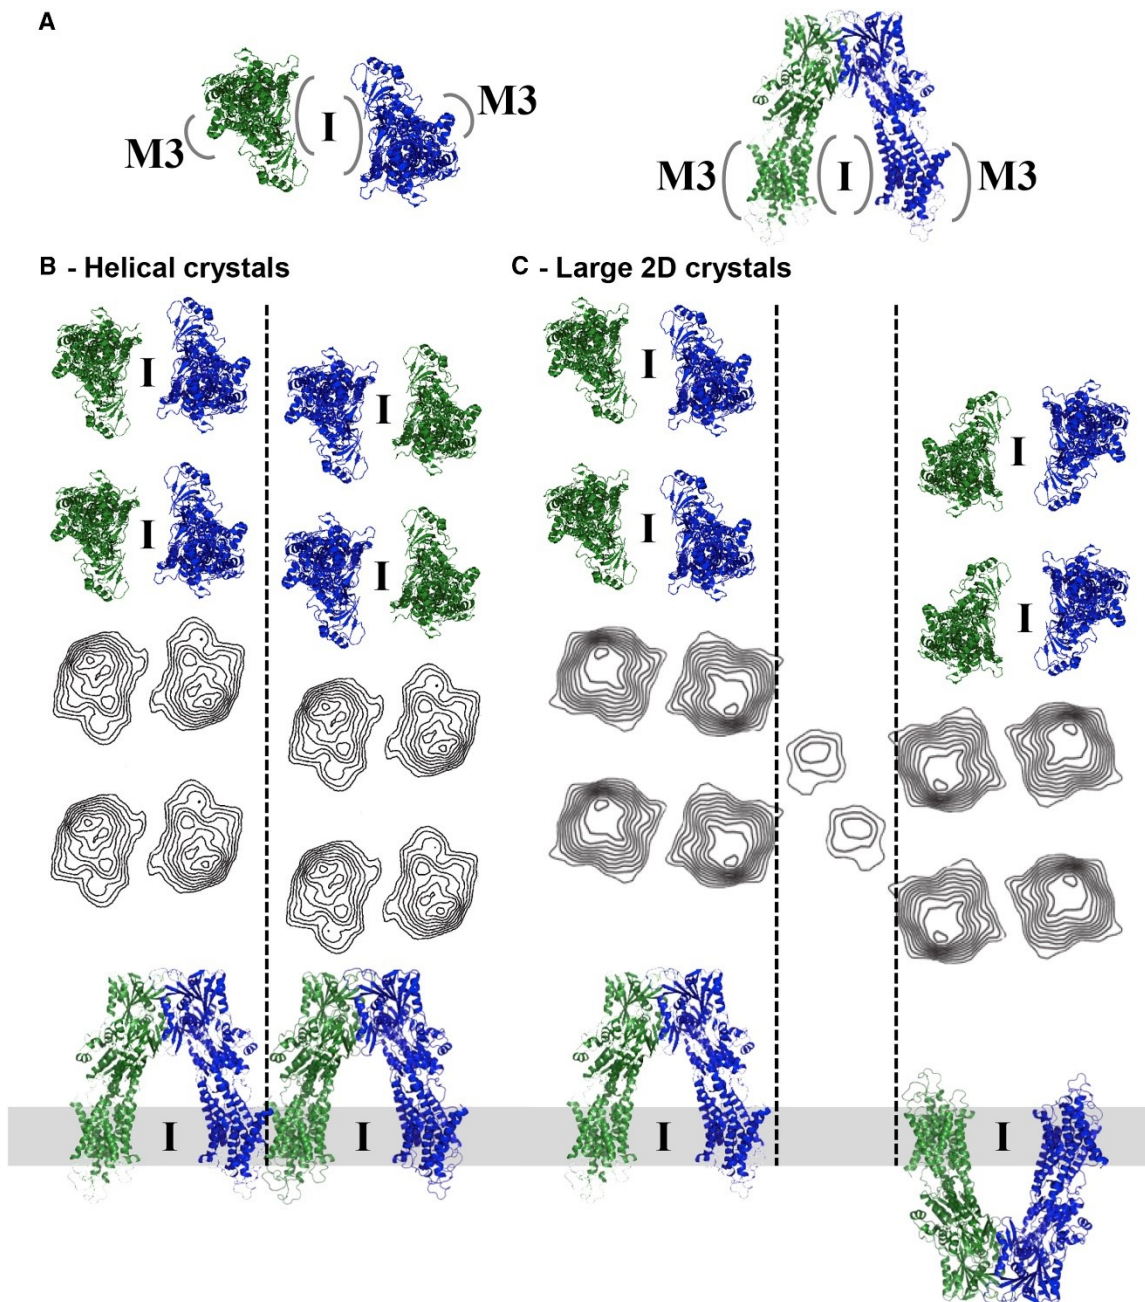 A
M3 I M3
M3 I M3
B - Helical crystals
C - Large 2D crystals
I I
I
I I
I
I
I
I I I I